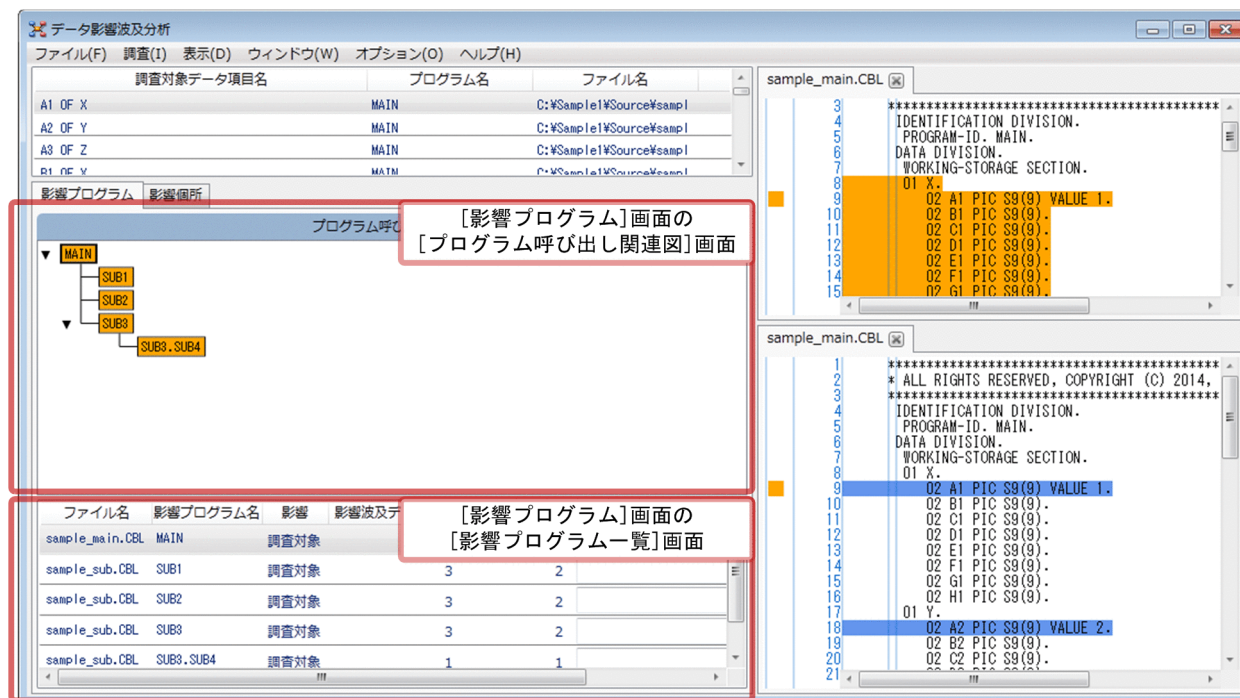 データ影響波及分析
ファイル(F) 調査(I) 表示(D) ウィンドウ(W) オプション(O) ヘルプ(H)
調査対象データ項目名 プログラム名 ファイル名
A1 OF X MAIN C:¥Sample1¥Source¥sampl
A2 OF Y MAIN C:¥Sample1¥Source¥sampl
A3 OF Z MAIN C:¥Sample1¥Source¥sampl
B1 OF X MAIN C:¥Sample1¥Source¥sampl
影響プログラム 影響個所
プログラム呼び
[影響プログラム]画面の
[プログラム呼び出し関連図]画面
MAIN
SUB1
SUB2
SUB3
SUB3.SUB4
ファイル名 影響プログラム名 影響 影響波及デ
[影響プログラム]画面の
[影響プログラム一覧]画面
sample_main.CBL MAIN 調査対象
sample_sub.CBL SUB1 調査対象 3 2
sample_sub.CBL SUB2 調査対象 3 2
sample_sub.CBL SUB3 調査対象 3 2
sample_sub.CBL SUB3.SUB4 調査対象 1 1
sample_main.CBL
3 *********************************************
4 IDENTIFICATION DIVISION.
5 PROGRAM-ID. MAIN.
6 DATA DIVISION.
7 WORKING-STORAGE SECTION.
8 01 X.
9 02 A1 PIC S9(9) VALUE 1.
10 02 B1 PIC S9(9).
11 02 C1 PIC S9(9).
12 02 D1 PIC S9(9).
13 02 E1 PIC S9(9).
14 02 F1 PIC S9(9).
15 02 G1 PIC S9(9).
sample_main.CBL
1 *********************************************
2 * ALL RIGHTS RESERVED, COPYRIGHT (C) 2014,
3 *********************************************
4 IDENTIFICATION DIVISION.
5 PROGRAM-ID. MAIN.
6 DATA DIVISION.
7 WORKING-STORAGE SECTION.
8 01 X.
9 02 A1 PIC S9(9) VALUE 1.
10 02 B1 PIC S9(9).
11 02 C1 PIC S9(9).
12 02 D1 PIC S9(9).
13 02 E1 PIC S9(9).
14 02 F1 PIC S9(9).
15 02 G1 PIC S9(9).
16 02 H1 PIC S9(9).
17 01 Y.
18 02 A2 PIC S9(9) VALUE 2.
19 02 B2 PIC S9(9).
20 02 C2 PIC S9(9).
21